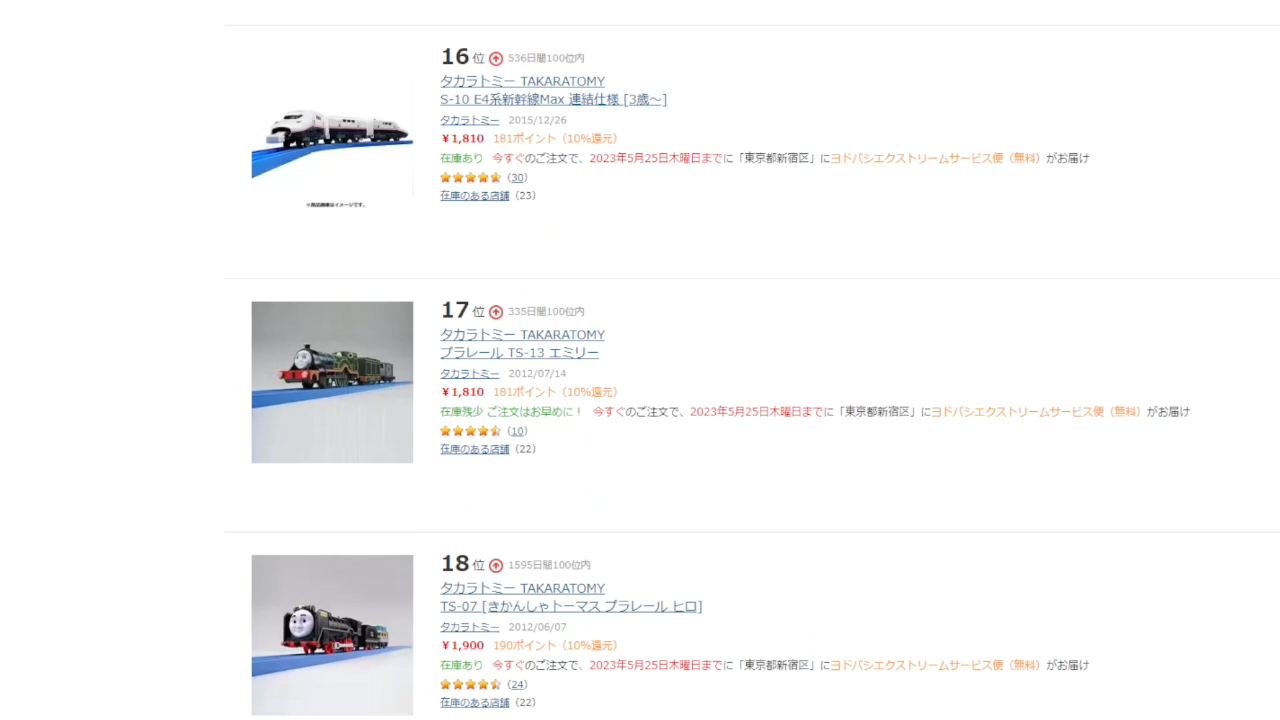 16 位 536日間100位内
タカラトミー TAKARATOMY
S-10 E4系新幹線Max 連結仕様 [3歳～]
タカラトミー 2015/12/26
￥1,810 181ポイント（10%還元）
在庫あり 今すぐのご注文で、2023年5月25日木曜日までに「東京都新宿区」にヨドバシエクストリームサービス便（無料）がお届け
（30）
在庫のある店舗（23）
※商品画像はイメージです。
17 位 335日間100位内
タカラトミー TAKARATOMY
プラレール TS-13 エミリー
タカラトミー 2012/07/14
￥1,810 181ポイント（10%還元）
在庫残少 ご注文はお早めに！ 今すぐのご注文で、2023年5月25日木曜日までに「東京都新宿区」にヨドバシエクストリームサービス便（無料）がお届け
（10）
在庫のある店舗（22）
18 位 1595日間100位内
タカラトミー TAKARATOMY
TS-07 [きかんしゃトーマス プラレール ヒロ]
タカラトミー 2012/06/07
￥1,900 190ポイント（10%還元）
在庫あり 今すぐのご注文で、2023年5月25日木曜日までに「東京都新宿区」にヨドバシエクストリームサービス便（無料）がお届け
（24）
在庫のある店舗（22）